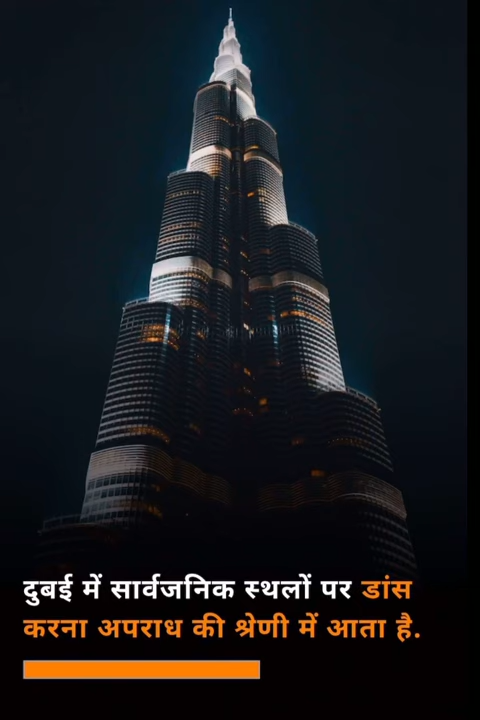 दुबई में सार्वजनिक स्थलों पर डांस
करना अपराध की श्रेणी में आता है.